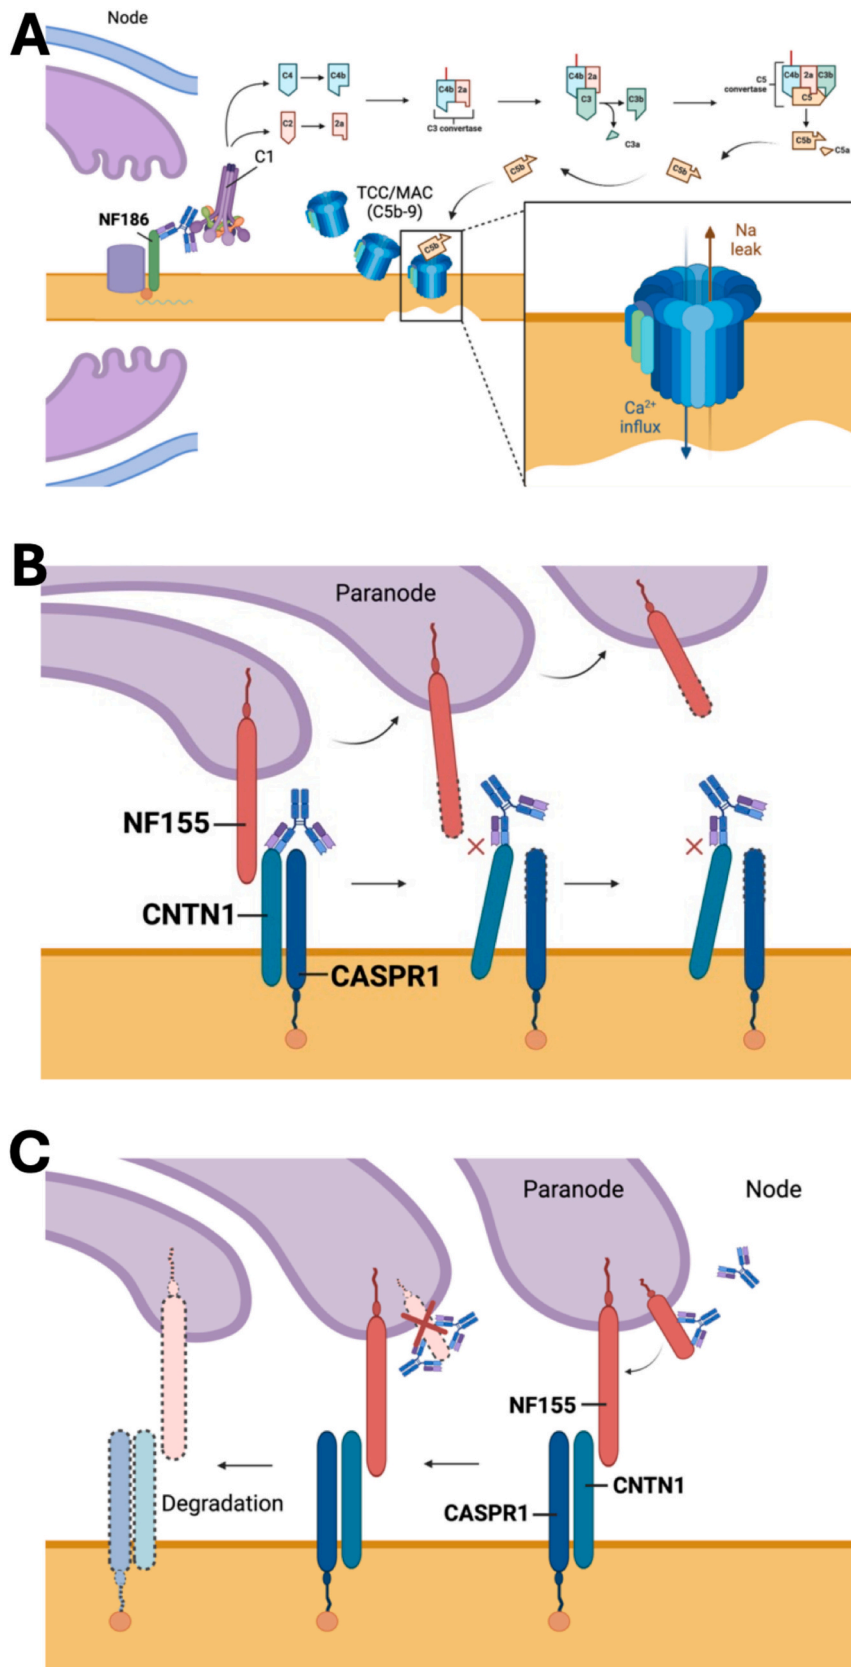 A
Node
C4
C4b
C2
2a
C1
NF186
C4b
2a
C3 convertase
C4b
2a
C3
C3b
C3a
C5
convertase
C4b
2a
C3b
C5
C5b
C5a
C5b
C5b
TCC/MAC
(C5b-9)
C5b
Na
leak
Ca²⁺
influx
B
Paranode
NF155
CNTN1
CASPR1
C
Paranode
Node
NF155
CNTN1
CASPR1
Degradation